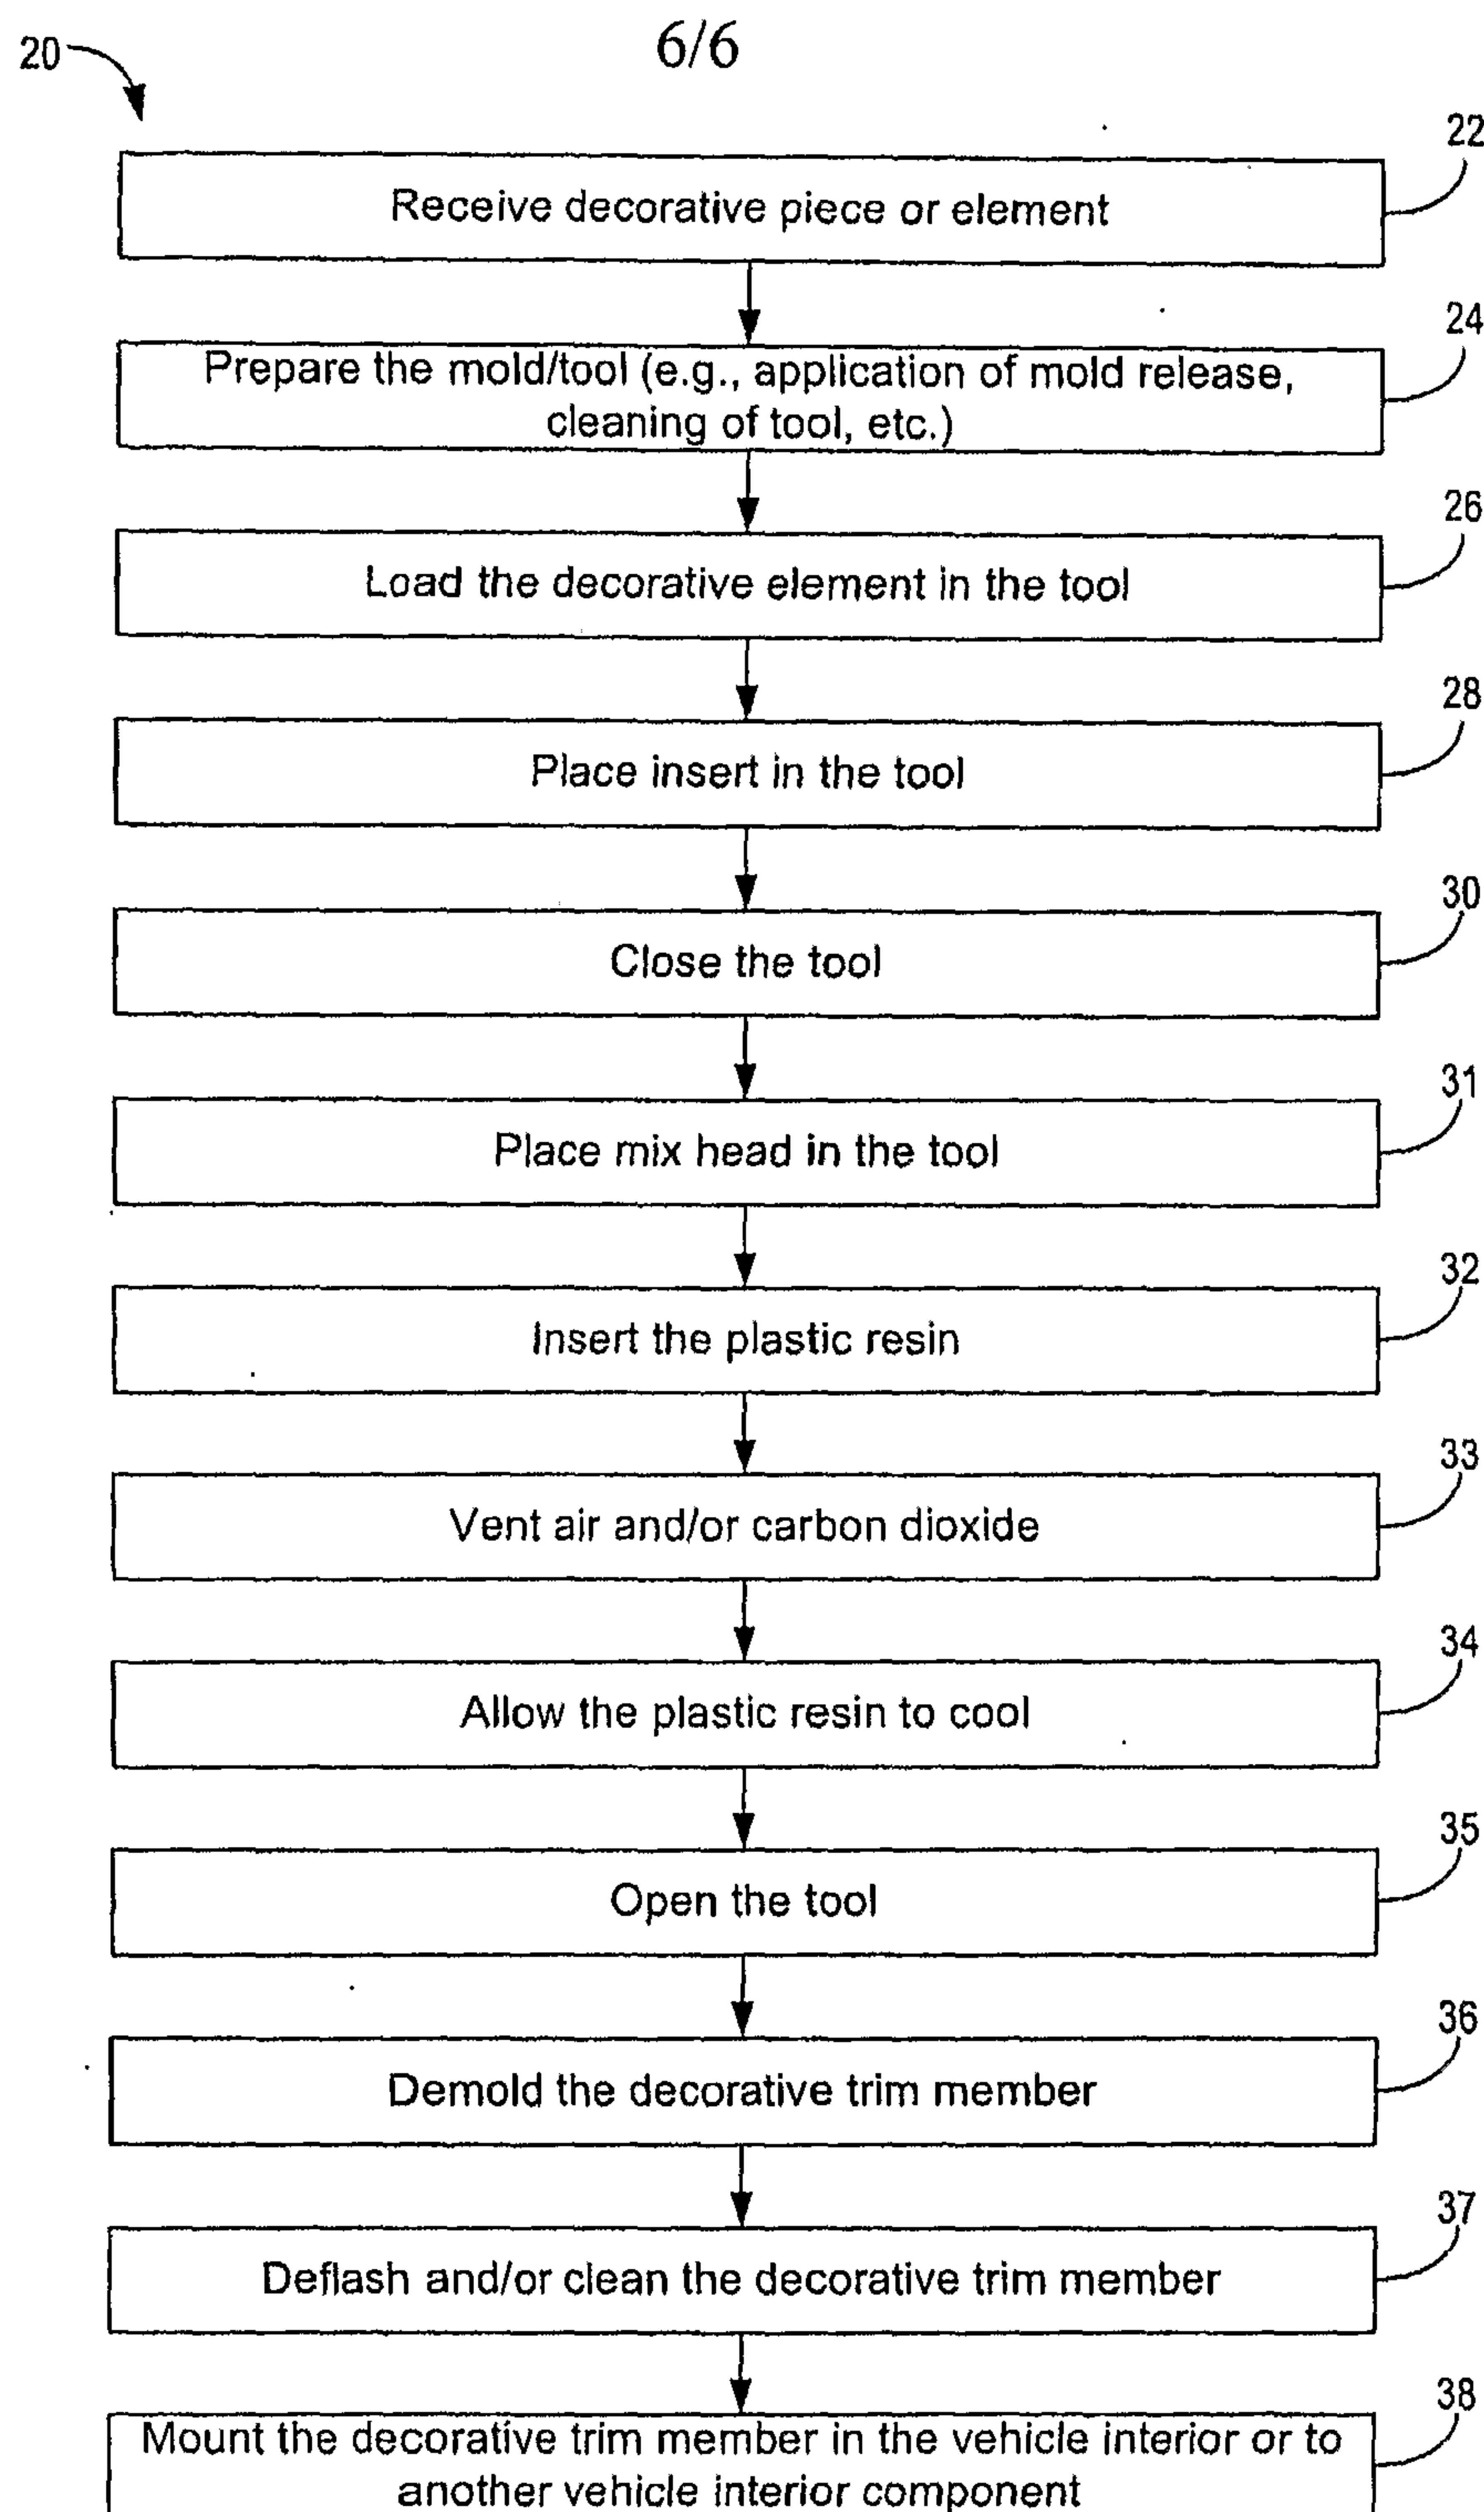 6/6
20
22
Receive decorative piece or element
24
Prepare the mold/tool (e.g., application of mold release,
cleaning of tool, etc.)
26
Load the decorative element in the tool
28
Place insert in the tool
30
Close the tool
31
Place mix head in the tool
32
Insert the plastic resin
33
Vent air and/or carbon dioxide
34
Allow the plastic resin to cool
35
Open the tool
36
Demold the decorative trim member
37
Deflash and/or clean the decorative trim member
38
Mount the decorative trim member in the vehicle interior or to
another vehicle interior component